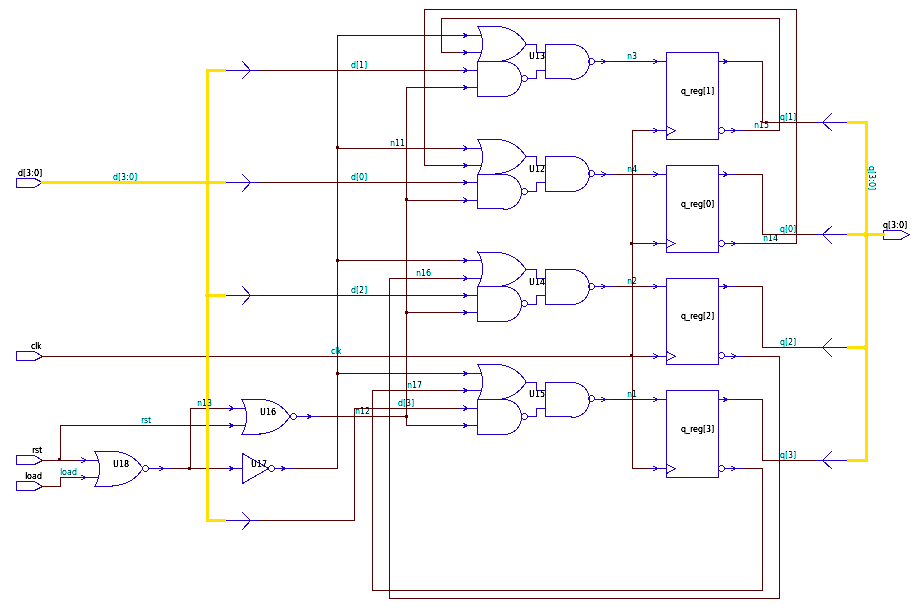 U13
n3
d[1]
q_reg[1]
q[1]
n15
n11
d[3:0]
d[3:0]
d[0]
U12
n4
q[3:0]
q_reg[0]
q[0]
q[3:0]
n14
n16
U14
n2
d[2]
q_reg[2]
clk
clk
q[2]
n17
U15
n1
n13
U16
n12
d[3]
rst
q_reg[3]
rst
U18
U17
q[3]
load
load